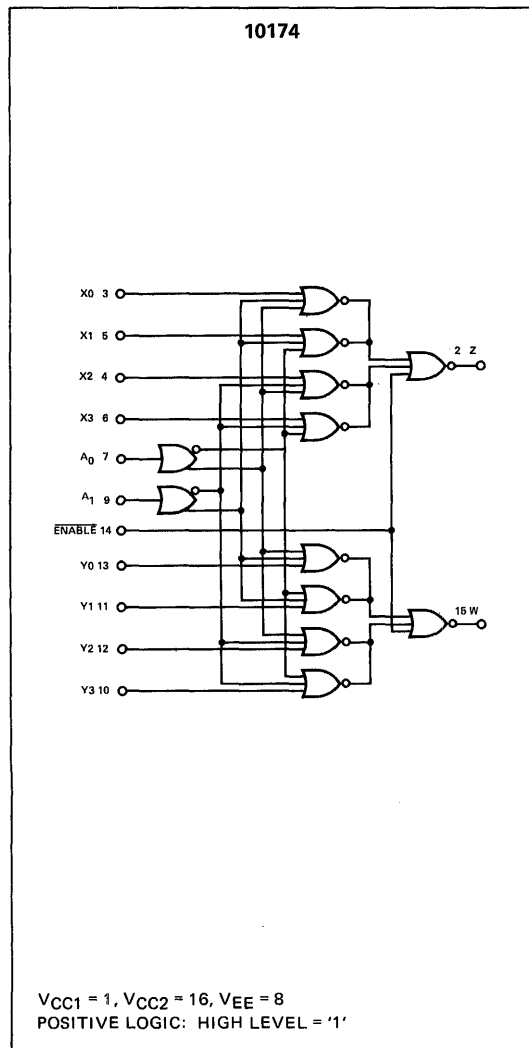 10174
X0 3
X1 5
2 Z
X2 4
X3 6
A0 7
A1 9
ENABLE 14
Y0 13
Y1 11
15 W
Y2 12
Y3 10
VCC1 = 1, VCC2 = 16, VEE = 8
POSITIVE LOGIC: HIGH LEVEL = '1'